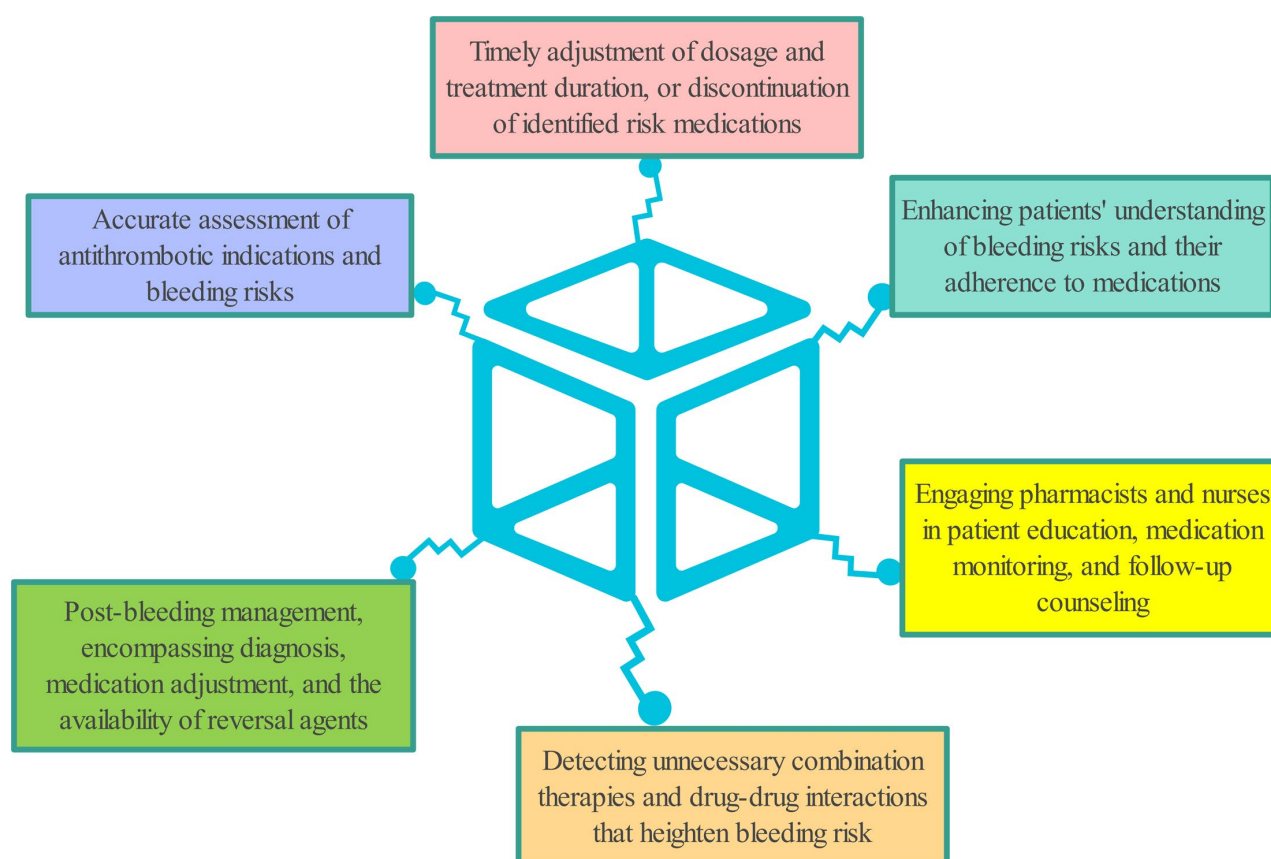 Timely adjustment of dosage and
treatment duration, or discontinuation
of identified risk medications
Accurate assessment of
antithrombotic indications and
bleeding risks
Enhancing patients' understanding
of bleeding risks and their
adherence to medications
Engaging pharmacists and nurses
in patient education, medication
monitoring, and follow-up
counseling
Post-bleeding management,
encompassing diagnosis,
medication adjustment, and the
availability of reversal agents
Detecting unnecessary combination
therapies and drug-drug interactions
that heighten bleeding risk